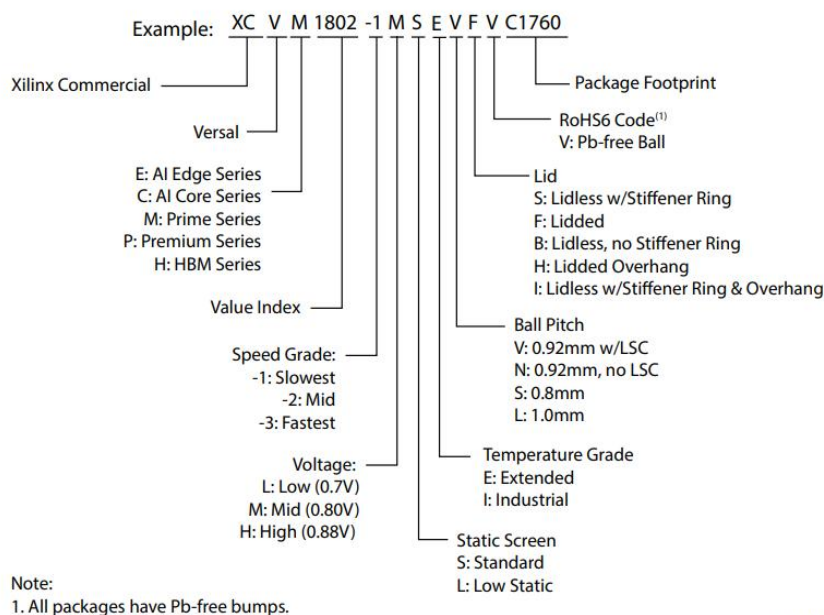 Example: XC V M 1802 -1 M S E V F V C1760
Xilinx Commercial
Versal
E: AI Edge Series
C: AI Core Series
M: Prime Series
P: Premium Series
H: HBM Series
Value Index
Speed Grade:
-1: Slowest
-2: Mid
-3: Fastest
Voltage:
L: Low (0.7V)
M: Mid (0.80V)
H: High (0.88V)
Package Footprint
RoHS6 Code(1)
V: Pb-free Ball
Lid
S: Lidless w/Stiffener Ring
F: Lidded
B: Lidless, no Stiffener Ring
H: Lidded Overhang
I: Lidless w/Stiffener Ring & Overhang
Ball Pitch
V: 0.92mm w/LSC
N: 0.92mm, no LSC
S: 0.8mm
L: 1.0mm
Temperature Grade
E: Extended
I: Industrial
Static Screen
S: Standard
L: Low Static
Note:
1. All packages have Pb-free bumps.